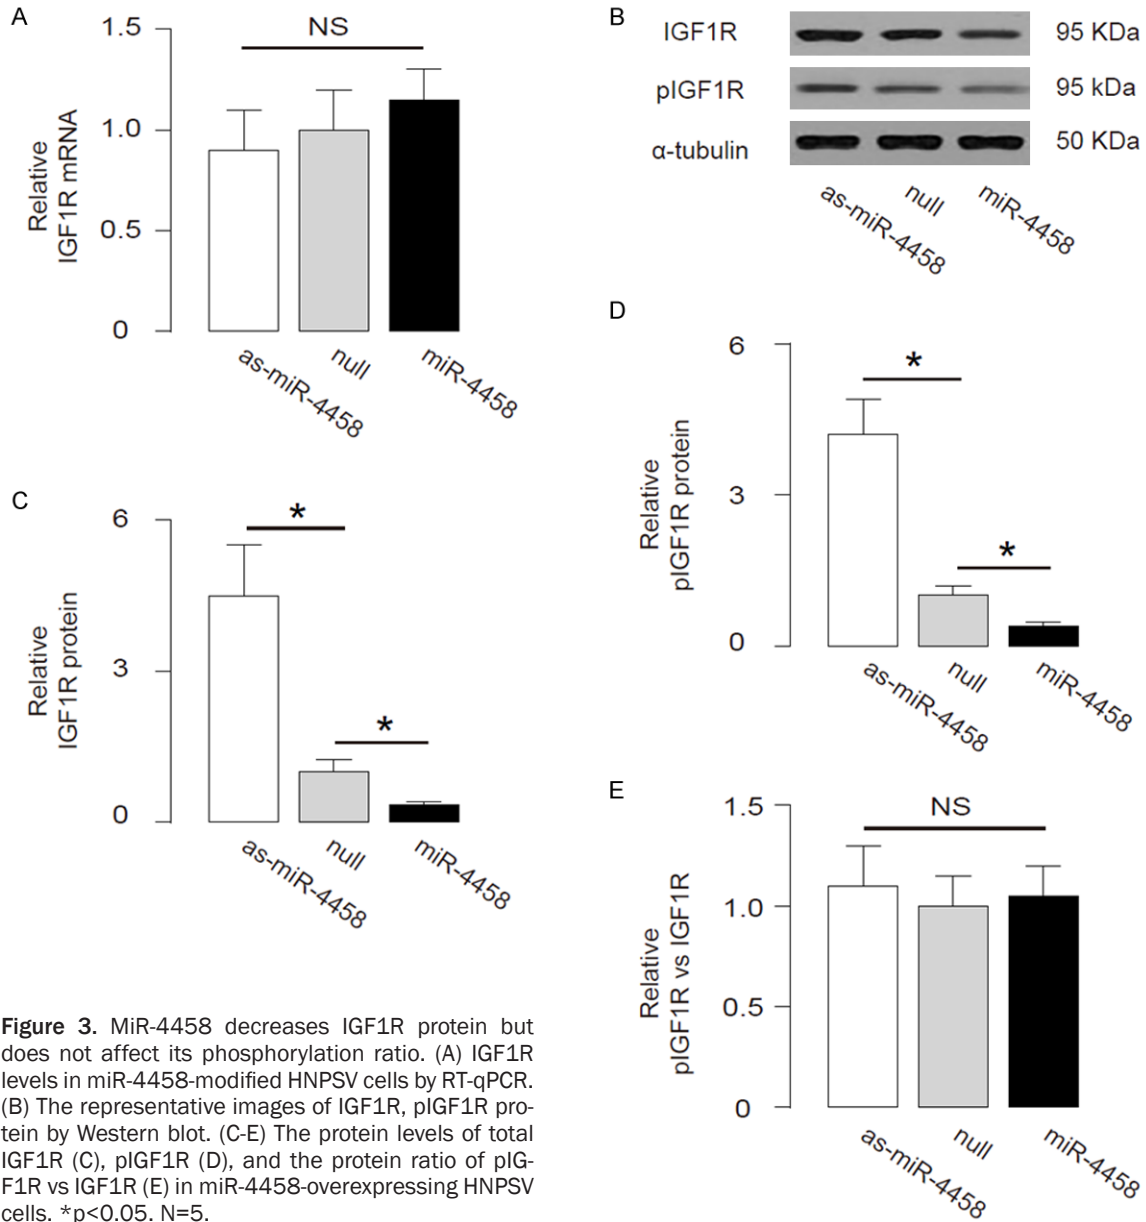 A
1.5
NS
1.0
0.5
0
Relative
IGF1R mRNA
as-miR-4458
null
miR-4458
B
IGF1R
95 KDa
pIGF1R
95 kDa
α-tubulin
50 KDa
as-miR-4458
null
miR-4458
C
6
*
3
*
0
Relative
IGF1R protein
as-miR-4458
null
miR-4458
D
6
*
3
*
0
Relative
pIGF1R protein
as-miR-4458
null
miR-4458
E
1.5
NS
1.0
0.5
0
Relative
pIGF1R vs IGF1R
as-miR-4458
null
miR-4458
Figure 3. MiR-4458 decreases IGF1R protein but
does not affect its phosphorylation ratio. (A) IGF1R
levels in miR-4458-modified HNPSV cells by RT-qPCR.
(B) The representative images of IGF1R, pIGF1R pro-
tein by Western blot. (C-E) The protein levels of total
IGF1R (C), pIGF1R (D), and the protein ratio of pIG-
F1R vs IGF1R (E) in miR-4458-overexpressing HNPSV
cells. *p<0.05. N=5.